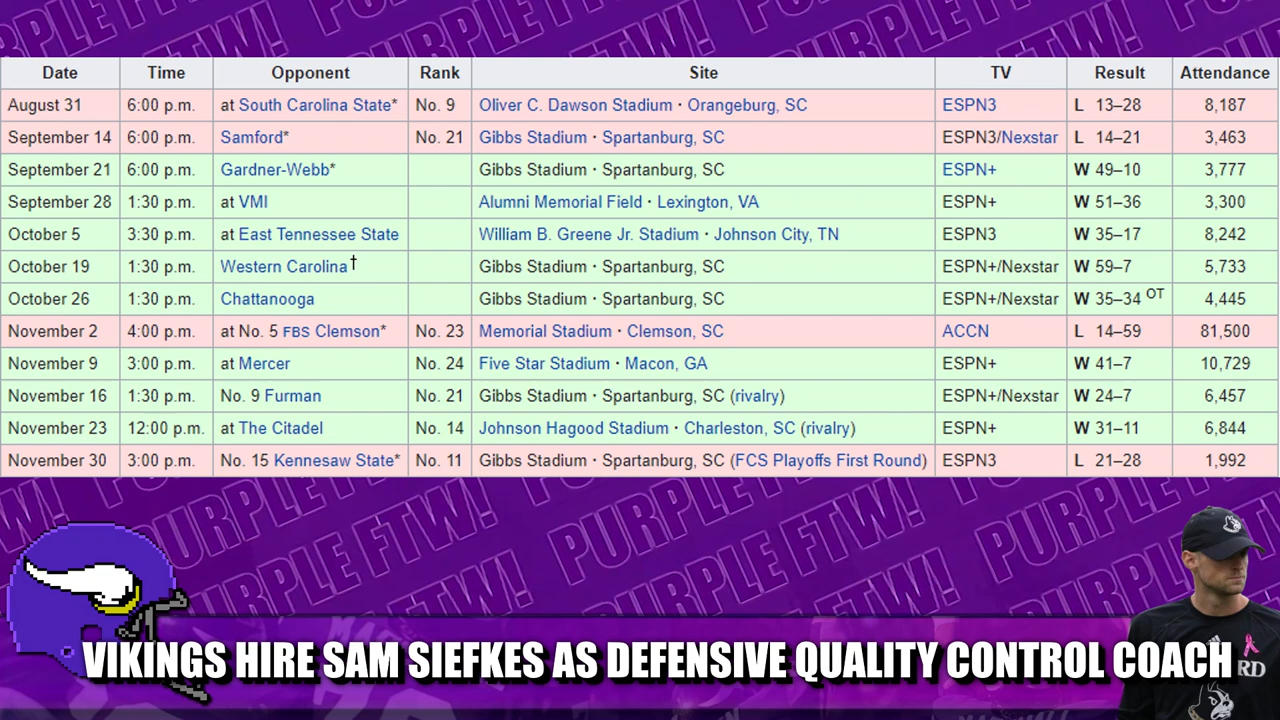 PURPLE FTW!
Date Time Opponent Rank Site TV Result Attendance
August 31 6:00 p.m. at South Carolina State* No. 9 Oliver C. Dawson Stadium · Orangeburg, SC ESPN3 L 13–28 8,187
September 14 6:00 p.m. Samford* No. 21 Gibbs Stadium · Spartanburg, SC ESPN3/Nexstar L 14–21 3,463
September 21 6:00 p.m. Gardner-Webb* Gibbs Stadium · Spartanburg, SC ESPN+ W 49–10 3,777
September 28 1:30 p.m. at VMI Alumni Memorial Field · Lexington, VA ESPN+ W 51–36 3,300
October 5 3:30 p.m. at East Tennessee State William B. Greene Jr. Stadium · Johnson City, TN ESPN3 W 35–17 8,242
October 19 1:30 p.m. Western Carolina† Gibbs Stadium · Spartanburg, SC ESPN+/Nexstar W 59–7 5,733
October 26 1:30 p.m. Chattanooga Gibbs Stadium · Spartanburg, SC ESPN+/Nexstar W 35–34 OT 4,445
November 2 4:00 p.m. at No. 5 FBS Clemson* No. 23 Memorial Stadium · Clemson, SC ACCN L 14–59 81,500
November 9 3:00 p.m. at Mercer No. 24 Five Star Stadium · Macon, GA ESPN+ W 41–7 10,729
November 16 1:30 p.m. No. 9 Furman No. 21 Gibbs Stadium · Spartanburg, SC (rivalry) ESPN+/Nexstar W 24–7 6,457
November 23 12:00 p.m. at The Citadel No. 14 Johnson Hagood Stadium · Charleston, SC (rivalry) ESPN+ W 31–11 6,844
November 30 3:00 p.m. No. 15 Kennesaw State* No. 11 Gibbs Stadium · Spartanburg, SC (FCS Playoffs First Round) ESPN3 L 21–28 1,992
PURPLE FTW!
VIKINGS HIRE SAM SIEFKES AS DEFENSIVE QUALITY CONTROL COACH